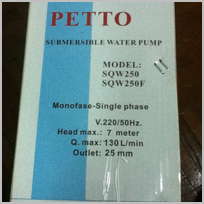 PETTO
SUBMERSIBLE WATER PUMP
MODEL:
SQW250
SQW250F
Monofase-Single phase
V.220/50Hz.
Head max.: 7 meter
Q. max: 130 L/min
Outlet: 25 mm